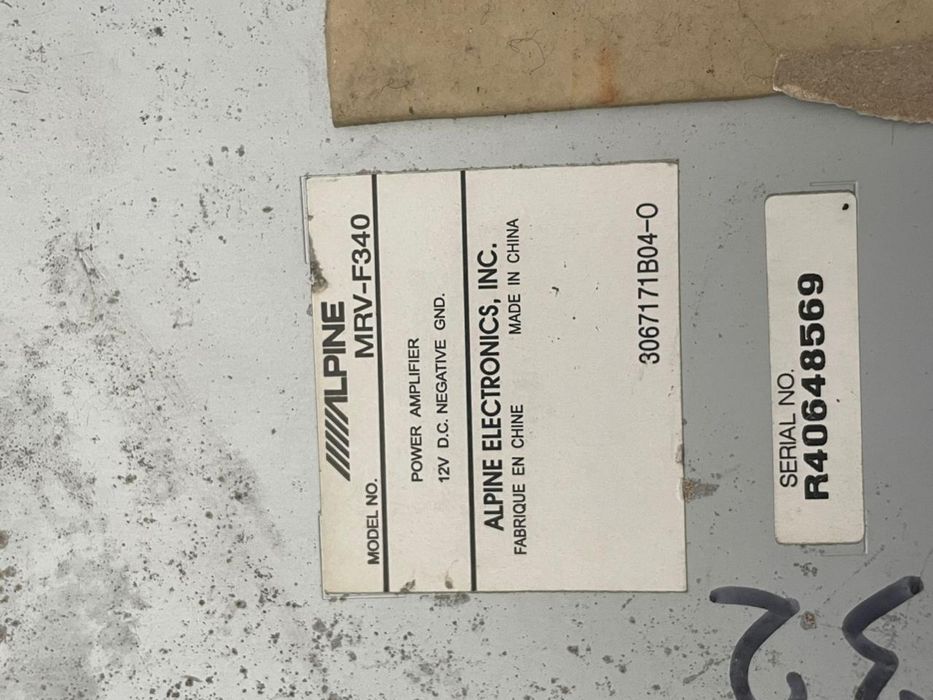 ALPINE
MODEL NO. MRV-F340
POWER AMPLIFIER
12V D.C. NEGATIVE GND.
ALPINE ELECTRONICS, INC.
FABRIQUE EN CHINE MADE IN CHINA
3067171B04-O
SERIAL NO.
R40648569